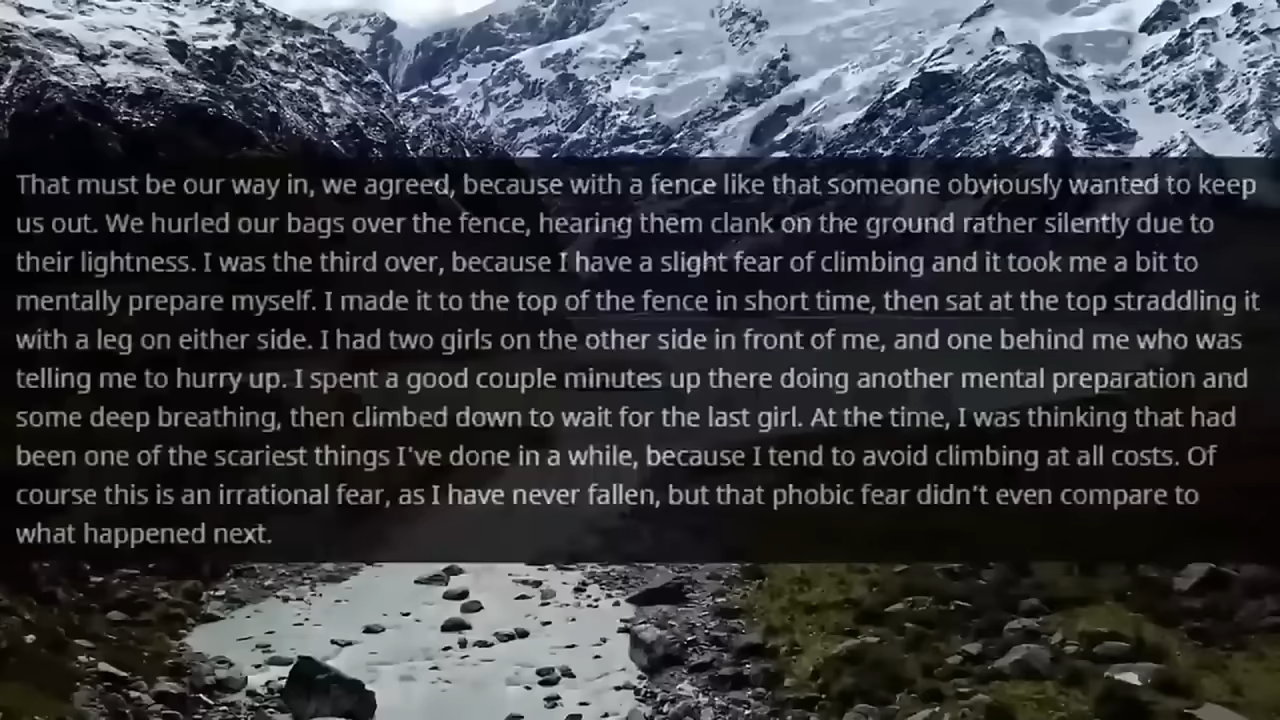 That must be our way in, we agreed, because with a fence like that someone obviously wanted to keep
us out. We hurled our bags over the fence, hearing them clank on the ground rather silently due to
their lightness. I was the third over, because I have a slight fear of climbing and it took me a bit to
mentally prepare myself. I made it to the top of the fence in short time, then sat at the top straddling it
with a leg on either side. I had two girls on the other side in front of me, and one behind me who was
telling me to hurry up. I spent a good couple minutes up there doing another mental preparation and
some deep breathing, then climbed down to wait for the last girl. At the time, I was thinking that had
been one of the scariest things I've done in a while, because I tend to avoid climbing at all costs. Of
course this is an irrational fear, as I have never fallen, but that phobic fear didn't even compare to
what happened next.